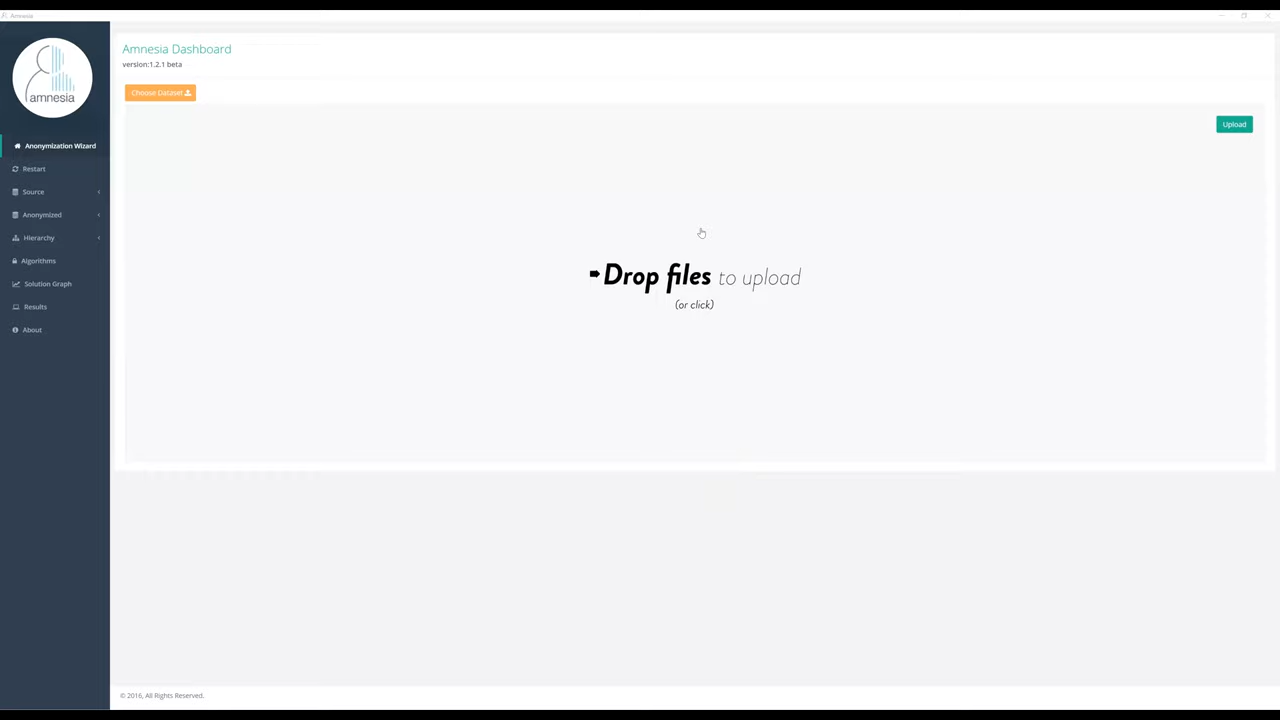 Amnesia
amnesia
Anonymization Wizard
Restart
Source
Anonymized
Hierarchy
Algorithms
Solution Graph
Results
About
Amnesia Dashboard
version:1.2.1 beta
Choose Dataset
Upload
Drop files to upload
(or click)
© 2016, All Rights Reserved.